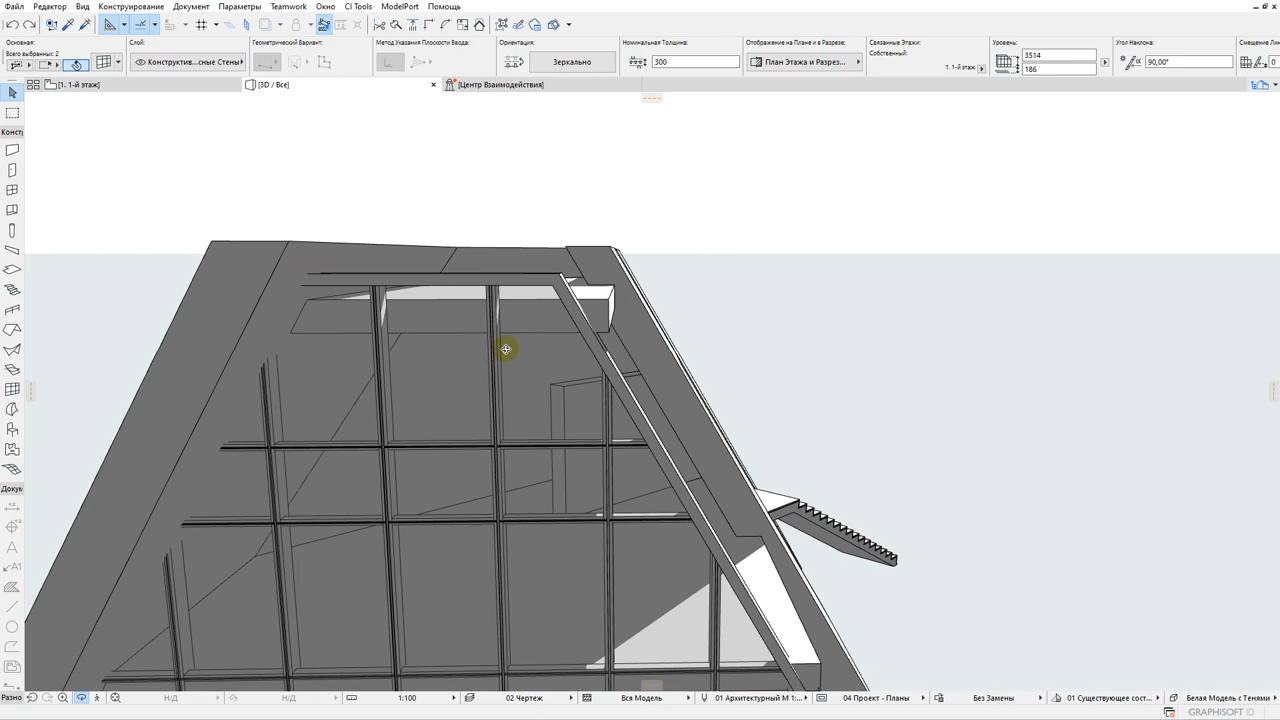 Файл Редактор Вид Конструирование Документ Параметры Teamwork Окно CI Tools ModelPort Помощь
Основная: Слой: Геометрический Вариант: Метод Указания Плоскости Ввода: Ориентация: Номинальная Толщина: Отображение на Плане и в Разрезе: Связанные Этажи: Уровень: Угол Наклона: Смещение Лини
Всего выбранных: 2 Собственный: 3514
Конструктив...сные Стены Зеркально 300 План Этажа и Разрез... 1. 1-й этаж 186 90,00° 0
[1. 1-й этаж] [3D / Все] [Центр Взаимодействия]
Конст
Докум
A
A1
Разно Н/Д Н/Д 1:100 02 Чертеж Вся Модель 01 Архитектурный М 1:... 04 Проект - Планы Без Замены 01 Существующее сост... Белая Модель с Тенями
GRAPHISOFT ID